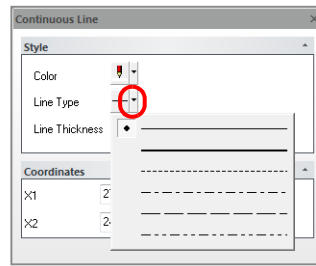 Continuous Line
Style
Color
Line Type
Line Thickness
Coordinates
X1
X2